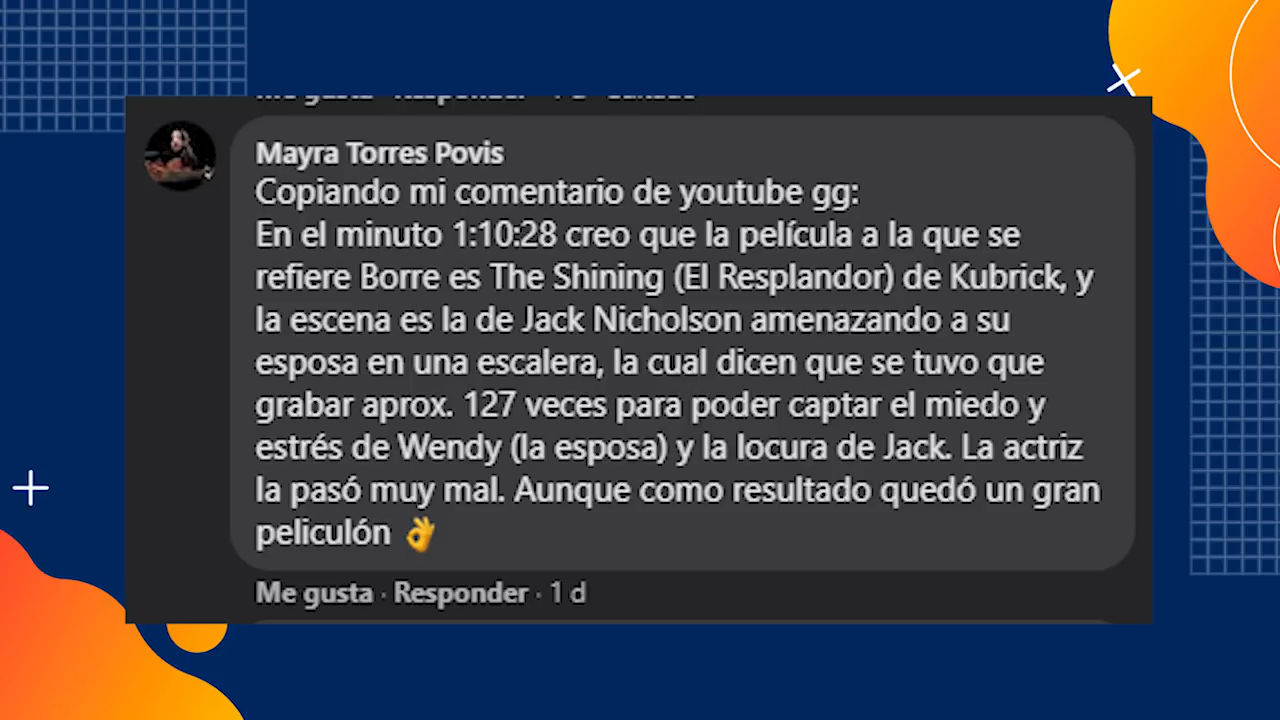 Mayra Torres Povis
Copiando mi comentario de youtube gg:
En el minuto 1:10:28 creo que la película a la que se
refiere Borre es The Shining (El Resplandor) de Kubrick, y
la escena es la de Jack Nicholson amenazando a su
esposa en una escalera, la cual dicen que se tuvo que
grabar aprox. 127 veces para poder captar el miedo y
estrés de Wendy (la esposa) y la locura de Jack. La actriz
la pasó muy mal. Aunque como resultado quedó un gran
peliculón 👌
Me gusta · Responder · 1 d